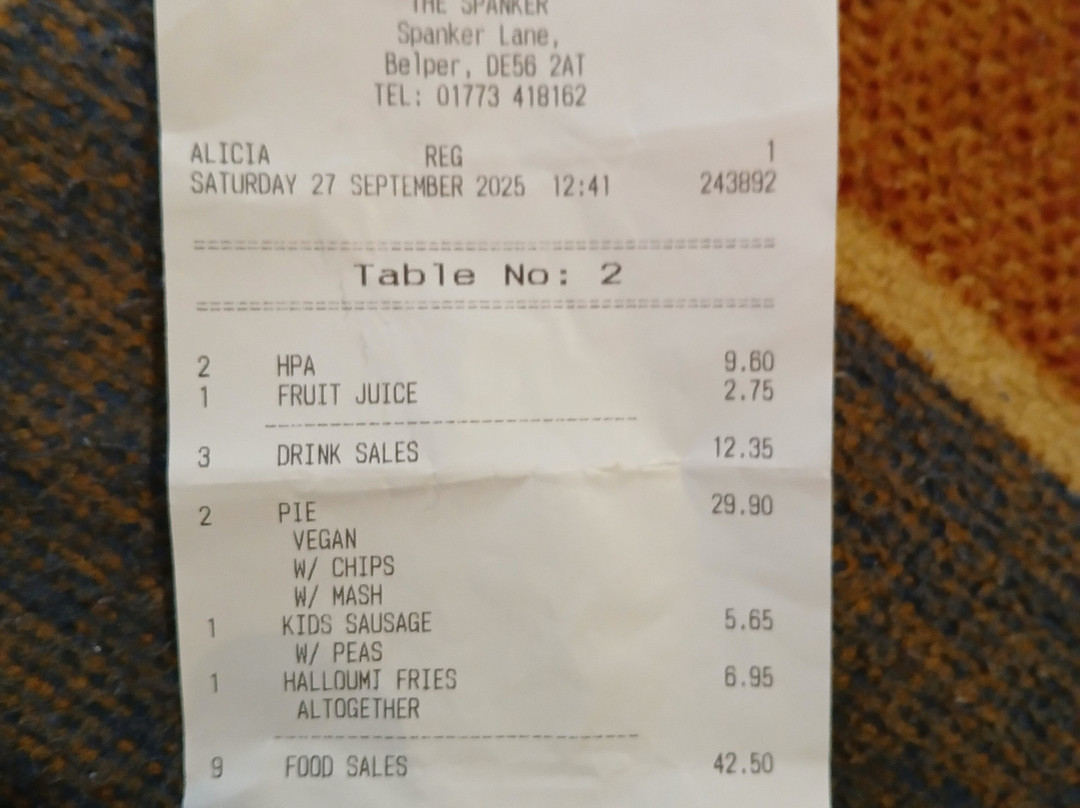 THE SPANKER
Spanker Lane,
Belper, DE56 2AT
TEL: 01773 418162
ALICIA REG 1
SATURDAY 27 SEPTEMBER 2025 12:41 243892
Table No: 2
2 HPA 9.60
1 FRUIT JUICE 2.75
3 DRINK SALES 12.35
2 PIE 29.90
VEGAN
W/ CHIPS
W/ MASH
1 KIDS SAUSAGE 5.65
W/ PEAS
1 HALLOUMI FRIES 6.95
ALTOGETHER
9 FOOD SALES 42.50